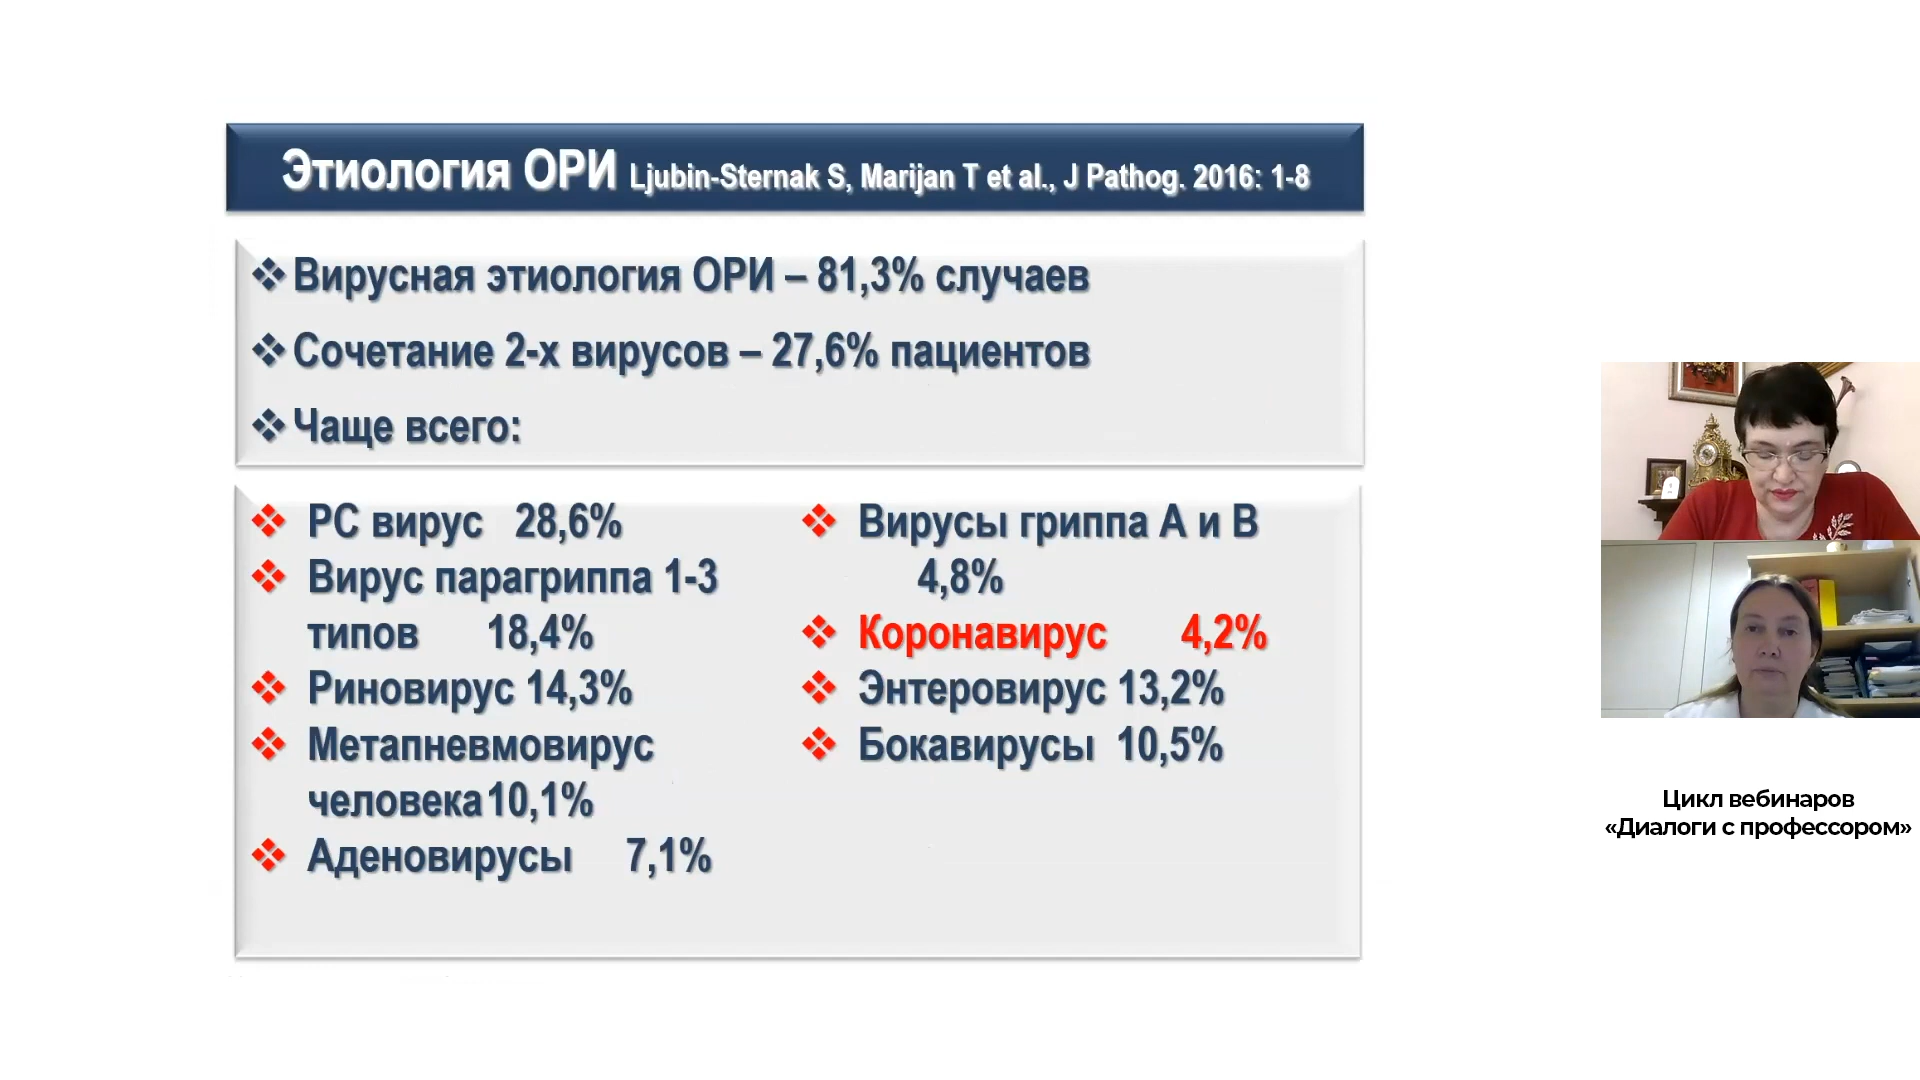 Этиология ОРИ Ljubin-Sternak S, Marijan T et al., J Pathog. 2016: 1-8
Вирусная этиология ОРИ – 81,3% случаев
Сочетание 2-х вирусов – 27,6% пациентов
Чаще всего:
РС вирус 28,6%
Вирус парагриппа 1-3
типов 18,4%
Риновирус 14,3%
Метапневмовирус
человека 10,1%
Аденовирусы 7,1%
Вирусы гриппа А и В
4,8%
Коронавирус 4,2%
Энтеровирус 13,2%
Бокавирусы 10,5%
Цикл вебинаров
«Диалоги с профессором»